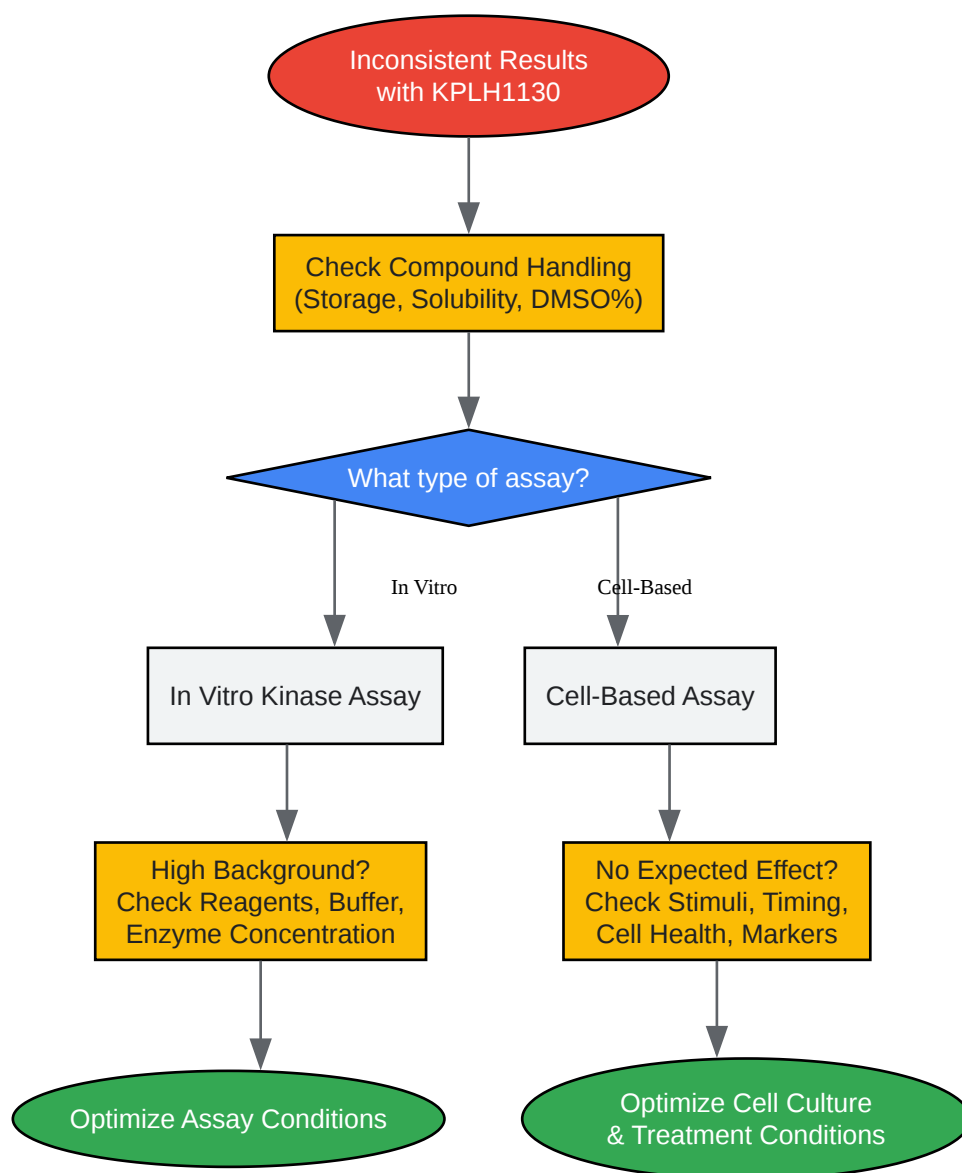 Inconsistent Results
with KPLH1130
Check Compound Handling
(Storage, Solubility, DMSO%)
What type of assay?
In Vitro
Cell-Based
In Vitro Kinase Assay
Cell-Based Assay
High Background?
Check Reagents, Buffer,
Enzyme Concentration
No Expected Effect?
Check Stimuli, Timing,
Cell Health, Markers
Optimize Assay Conditions
Optimize Cell Culture
& Treatment Conditions